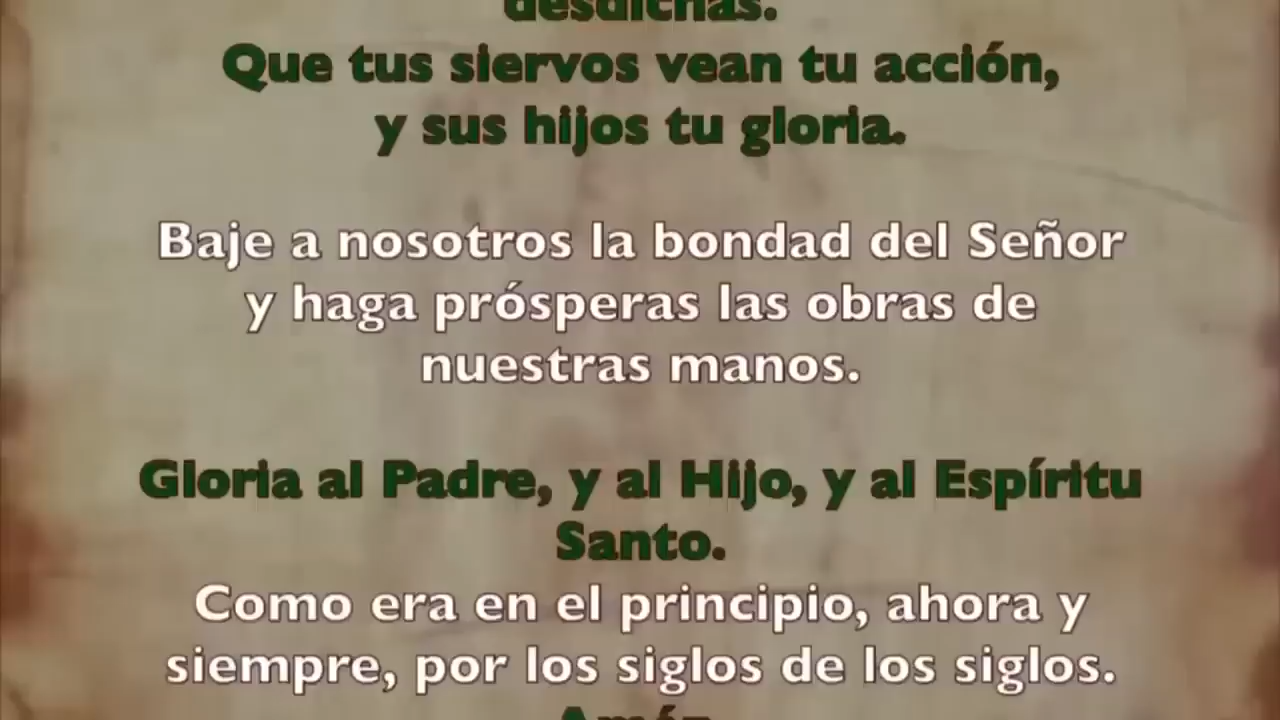 desdichas.
Que tus siervos vean tu acción,
y sus hijos tu gloria.
Baje a nosotros la bondad del Señor
y haga prósperas las obras de
nuestras manos.
Gloria al Padre, y al Hijo, y al Espíritu
Santo.
Como era en el principio, ahora y
siempre, por los siglos de los siglos.
Amén.